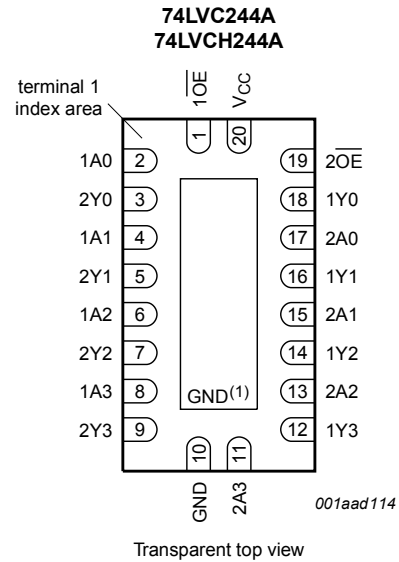 74LVC244A
74LVCH244A
terminal 1
index area
1OE
VCC
1
20
1A0 2 19 2OE
2Y0 3 18 1Y0
1A1 4 17 2A0
2Y1 5 16 1Y1
1A2 6 15 2A1
2Y2 7 14 1Y2
1A3 8 GND(1) 13 2A2
2Y3 9 12 1Y3
10
11
GND
2A3
001aad114
Transparent top view